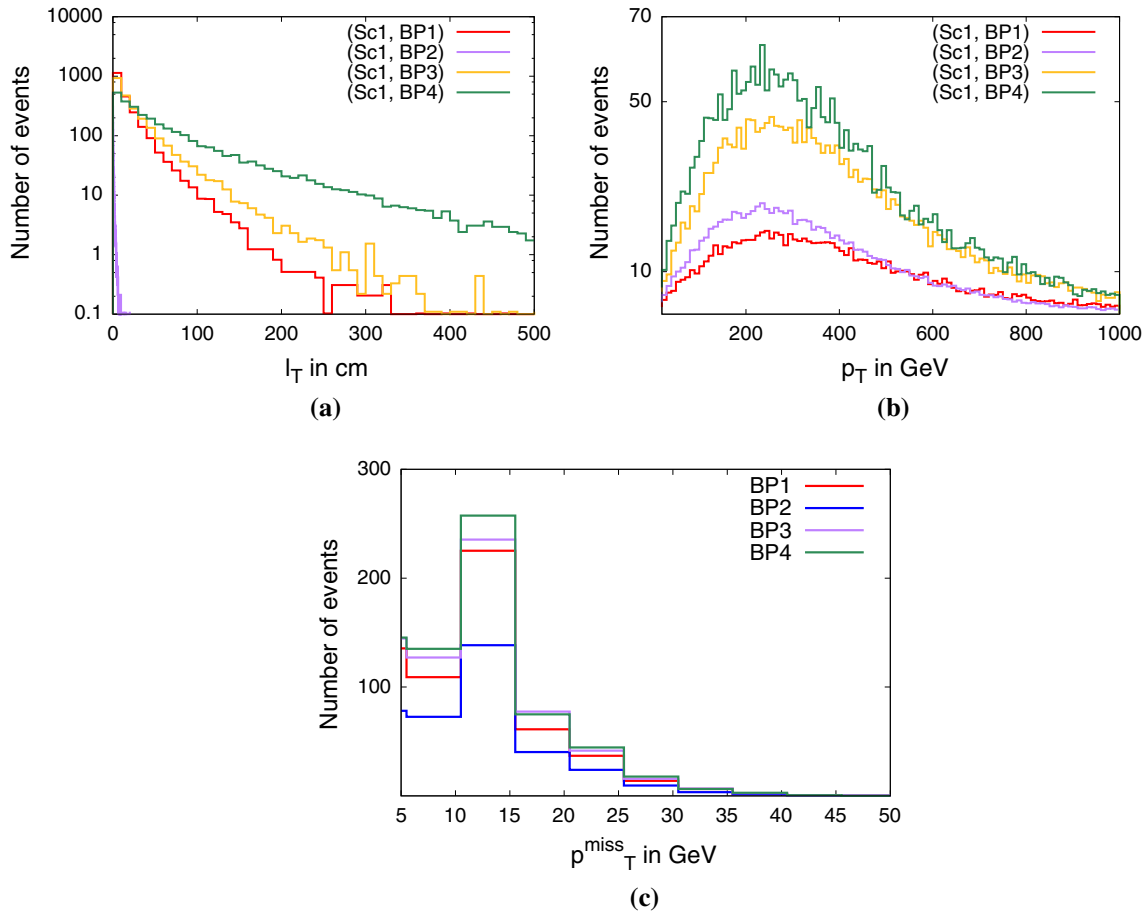 10000
1000
100
10
1
0.1
Number of events
(Sc1, BP1)
(Sc1, BP2)
(Sc1, BP3)
(Sc1, BP4)
0 100 200 300 400 500
l_T in cm
(a)
70
50
10
Number of events
(Sc1, BP1)
(Sc1, BP2)
(Sc1, BP3)
(Sc1, BP4)
200 400 600 800 1000
p_T in GeV
(b)
300
200
100
Number of events
BP1
BP2
BP3
BP4
5 10 15 20 25 30 35 40 45 50
p^miss_T in GeV
(c)